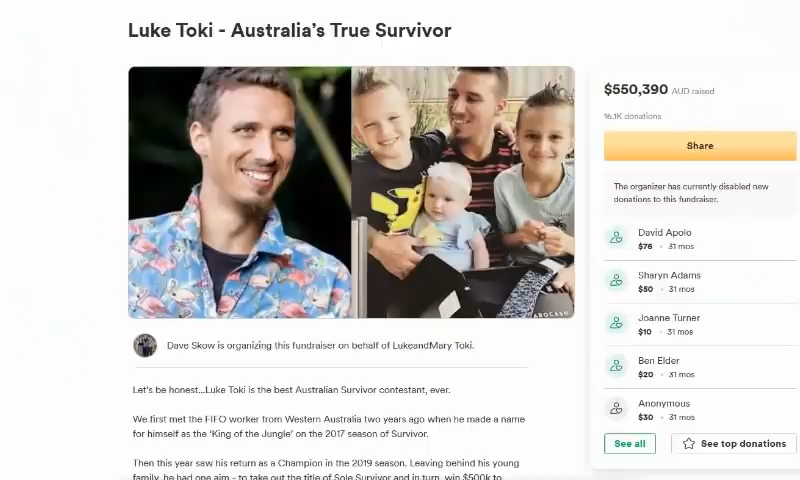 Luke Toki - Australia's True Survivor
$550,390 AUD raised
16.1K donations
Share
The organizer has currently disabled new
donations to this fundraiser.
David Apolo
$76 • 31 mos
Sharyn Adams
$50 • 31 mos
Joanne Turner
$10 • 31 mos
Ben Elder
$20 • 31 mos
Anonymous
$30 • 31 mos
See all
See top donations
Dave Skow is organizing this fundraiser on behalf of LukeandMary Toki.
Let's be honest...Luke Toki is the best Australian Survivor contestant, ever.
We first met the FIFO worker from Western Australia two years ago when he made a name
for himself as the 'King of the Jungle' on the 2017 season of Survivor.
Then this year saw his return as a Champion in the 2019 season. Leaving behind his young
family, he had one aim - to take out the title of Sole Survivor and in turn, win $500k to